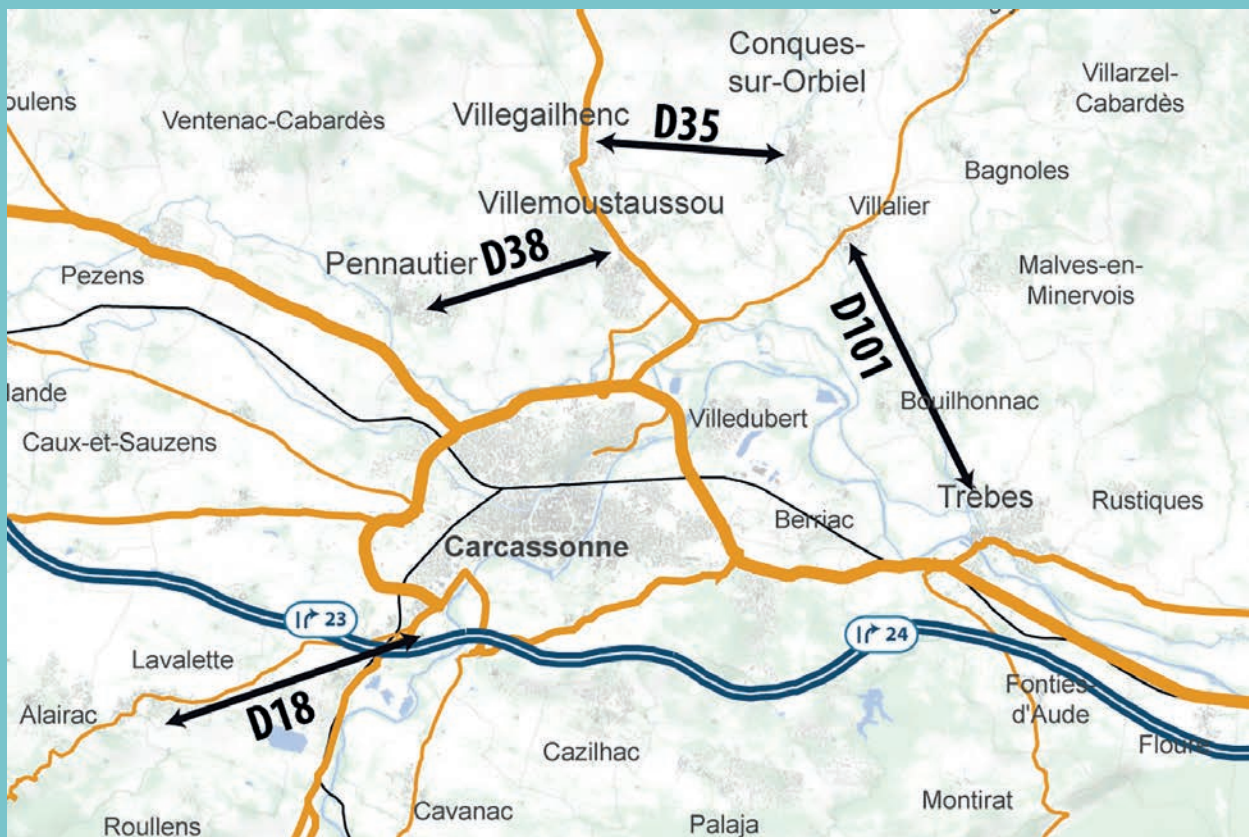 Conques-
sur-Orbiel
Villarzel-
Cabardès
oulens
Ventenac-Cabardès
Villegailhenc
D35
Bagnoles
Villemoustaussou
Villalier
Pennautier
D38
Pezens
Malves-en-
Minervois
D101
lande
Bouilhonnac
Caux-et-Sauzens
Villedubert
Trèbes
Rustiques
Berriac
Carcassonne
23
24
Lavalette
Alairac
D18
Fonties-
d'Aude
Floure
Cazilhac
Montirat
Cavanac
Roullens
Palaja